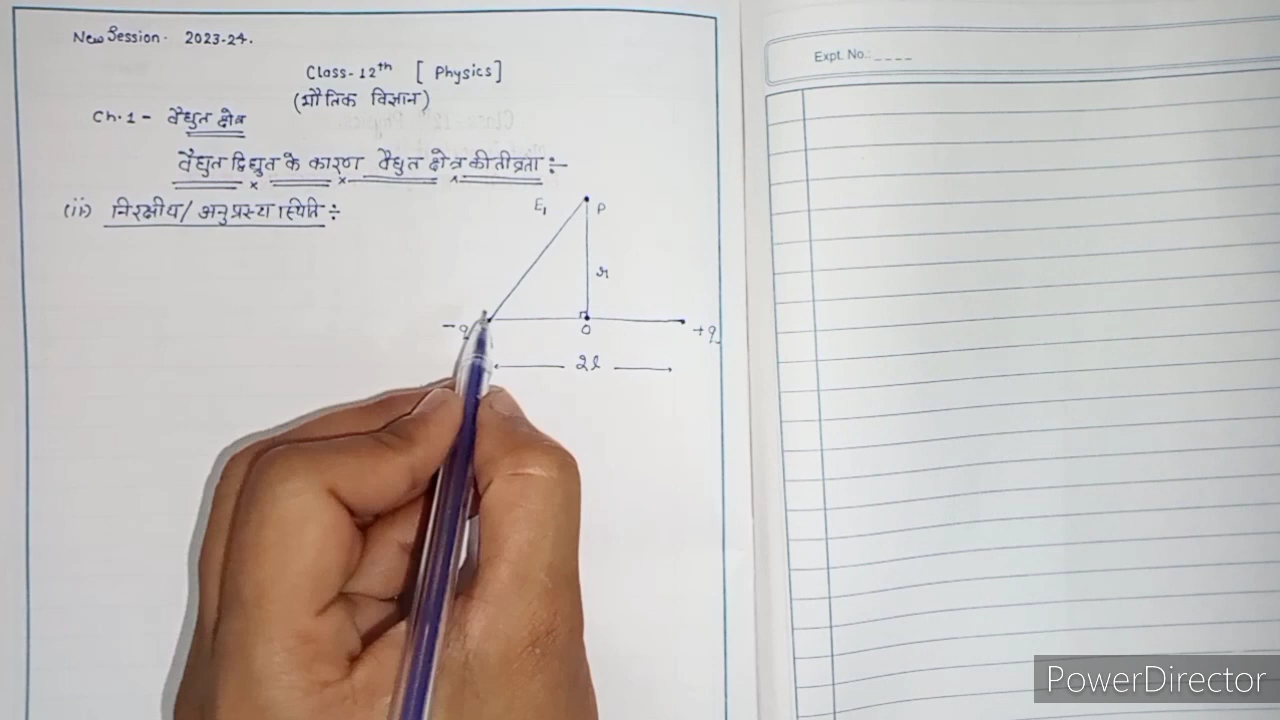 New Session- 2023-24.
Class-12th [Physics]
(भौतिक विज्ञान)
Ch.1- वैद्युत क्षेत्र
वैद्युत द्विध्रुव के कारण वैद्युत क्षेत्र की तीव्रता :-
(ii) निरक्षीय / अनुप्रस्थ स्थिति ÷
E1 P
r
-q O +q
2l
Expt. No.: ____
PowerDirector